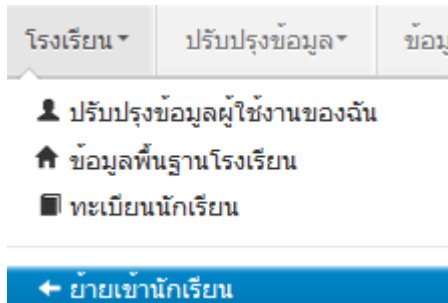 โรงเรียน ปรับปรุงข้อมูล
ปรับปรุงข้อมูลผู้ใช้งานของฉัน
ข้อมูลพื้นฐานโรงเรียน
ทะเบียนนักเรียน
ย้ายเข้านักเรียน